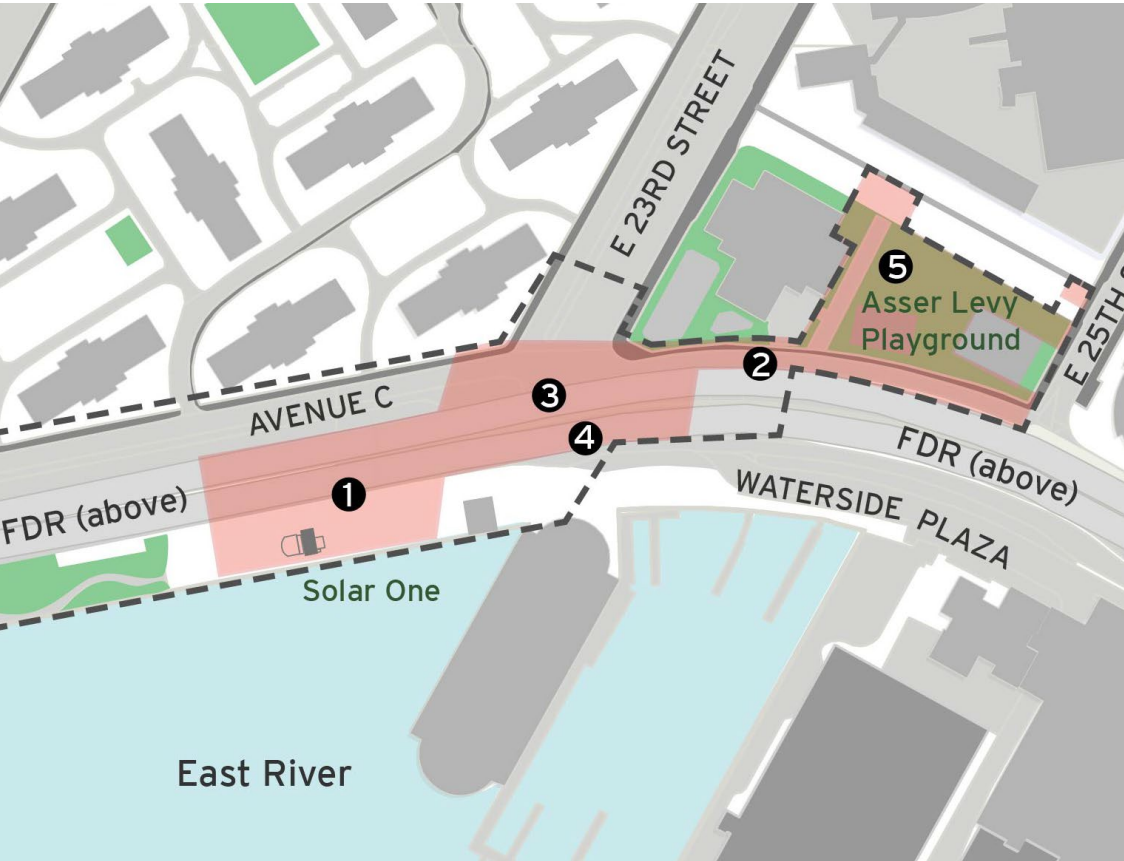 E 23RD STREET
5
Asser Levy
Playground
E 25TH
2
AVENUE C
3
4
FDR (above)
1
FDR (above)
WATERSIDE PLAZA
Solar One
East River